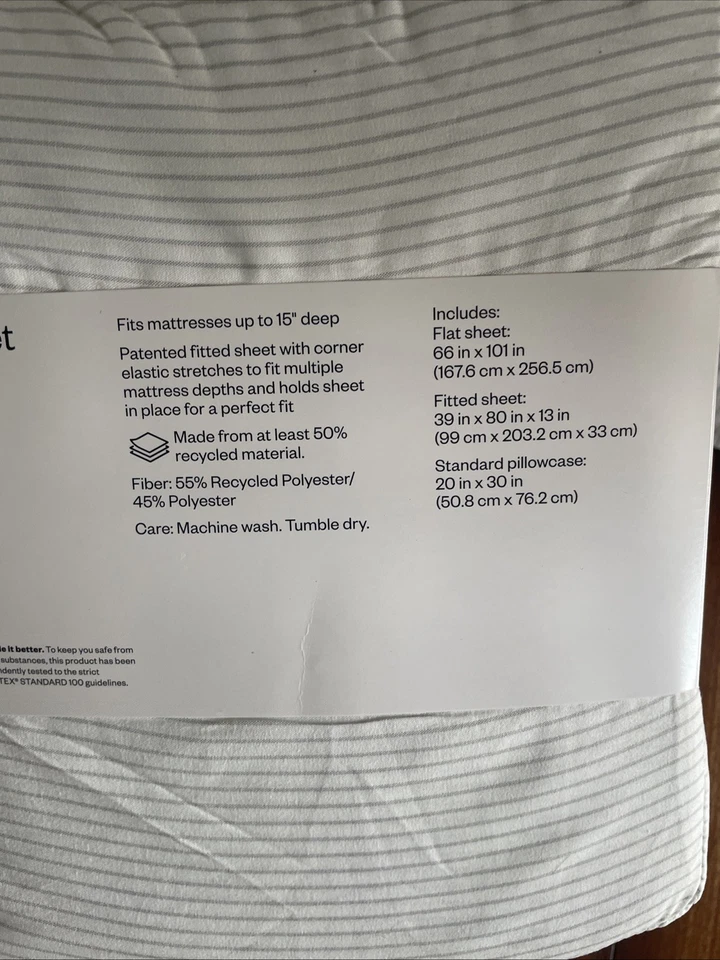 et
Fits mattresses up to 15" deep
Patented fitted sheet with corner
elastic stretches to fit multiple
mattress depths and holds sheet
in place for a perfect fit
Made from at least 50%
recycled material.
Fiber: 55% Recycled Polyester/
45% Polyester
Care: Machine wash. Tumble dry.
Includes:
Flat sheet:
66 in x 101 in
(167.6 cm x 256.5 cm)
Fitted sheet:
39 in x 80 in x 13 in
(99 cm x 203.2 cm x 33 cm)
Standard pillowcase:
20 in x 30 in
(50.8 cm x 76.2 cm)
e it better. To keep you safe from
substances, this product has been
ndently tested to the strict
TEX® STANDARD 100 guidelines.